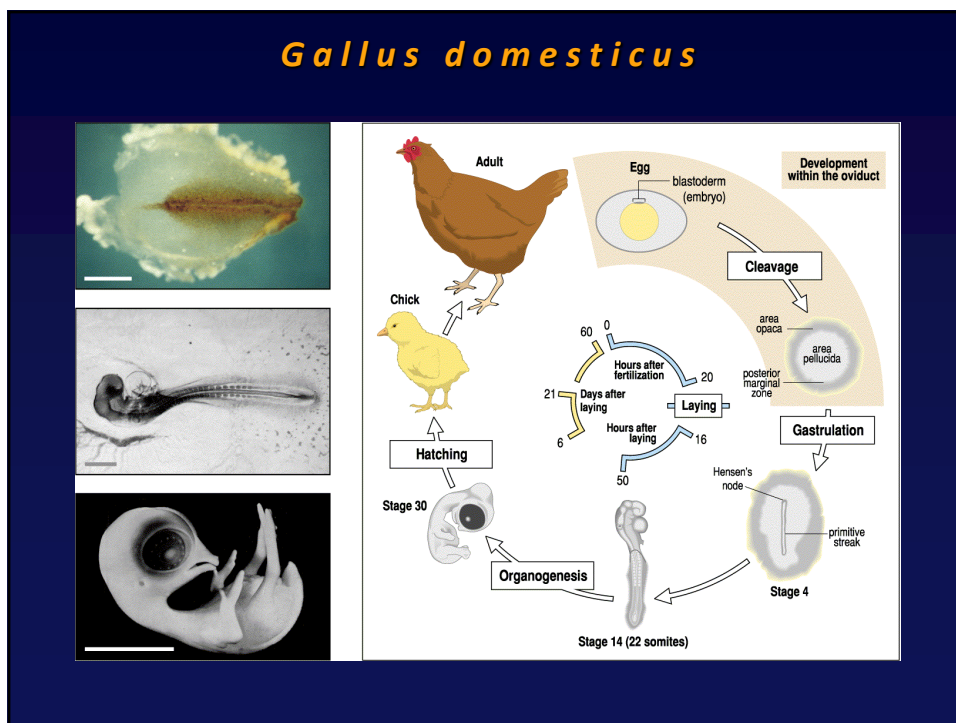 Gallus domesticus
Adult
Egg
blastoderm
(embryo)
Development
within the oviduct
Cleavage
area
opaca
area
pellucida
posterior
marginal
zone
Chick
60
0
Hours after
fertilization
20
21
Days after
laying
6
Laying
Hours after
laying
16
50
Gastrulation
Hatching
Hensen's
node
primitive
streak
Stage 4
Stage 30
Organogenesis
Stage 14 (22 somites)